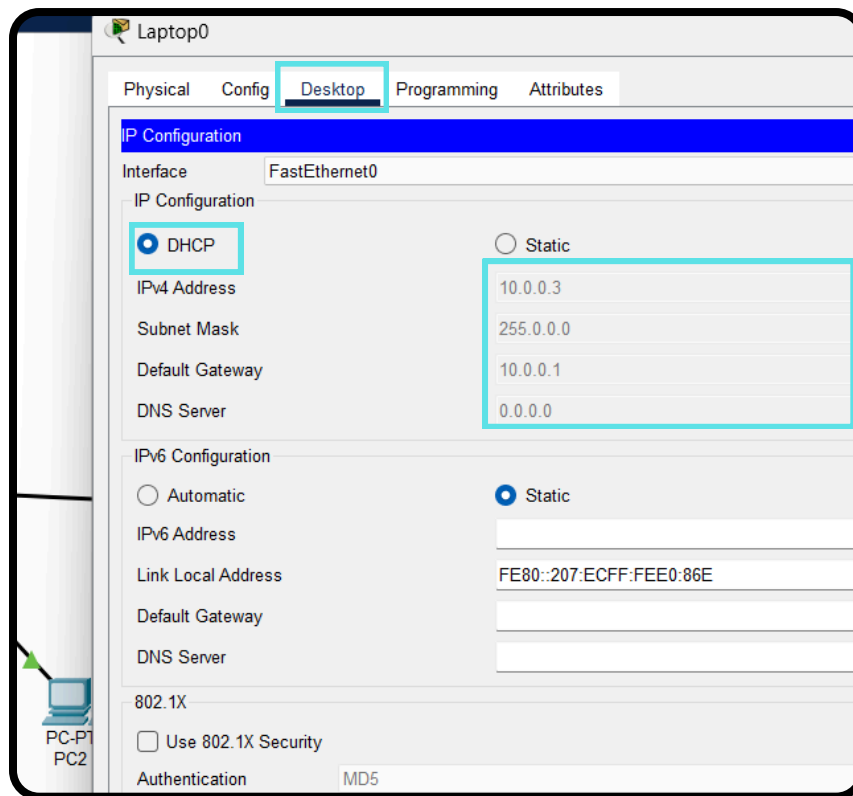 Laptop0
Physical Config Desktop Programming Attributes
IP Configuration
Interface FastEthernet0
IP Configuration
DHCP Static
IPv4 Address 10.0.0.3
Subnet Mask 255.0.0.0
Default Gateway 10.0.0.1
DNS Server 0.0.0.0
IPv6 Configuration
Automatic Static
IPv6 Address
Link Local Address FE80::207:ECFF:FEE0:86E
Default Gateway
DNS Server
802.1X
Use 802.1X Security
Authentication MD5
PC-PT
PC2